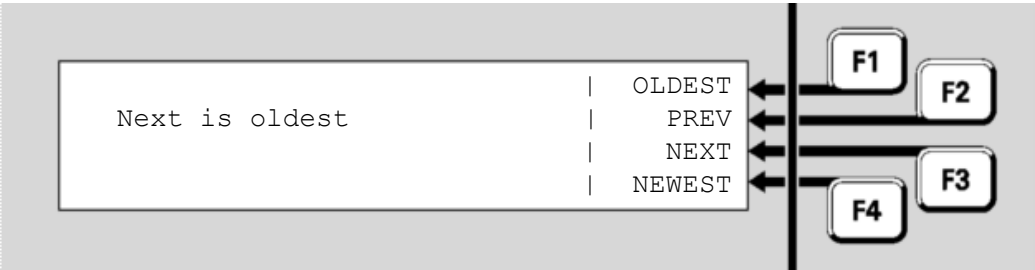 | OLDEST
Next is oldest | PREV
| NEXT
| NEWEST
F1
F2
F3
F4